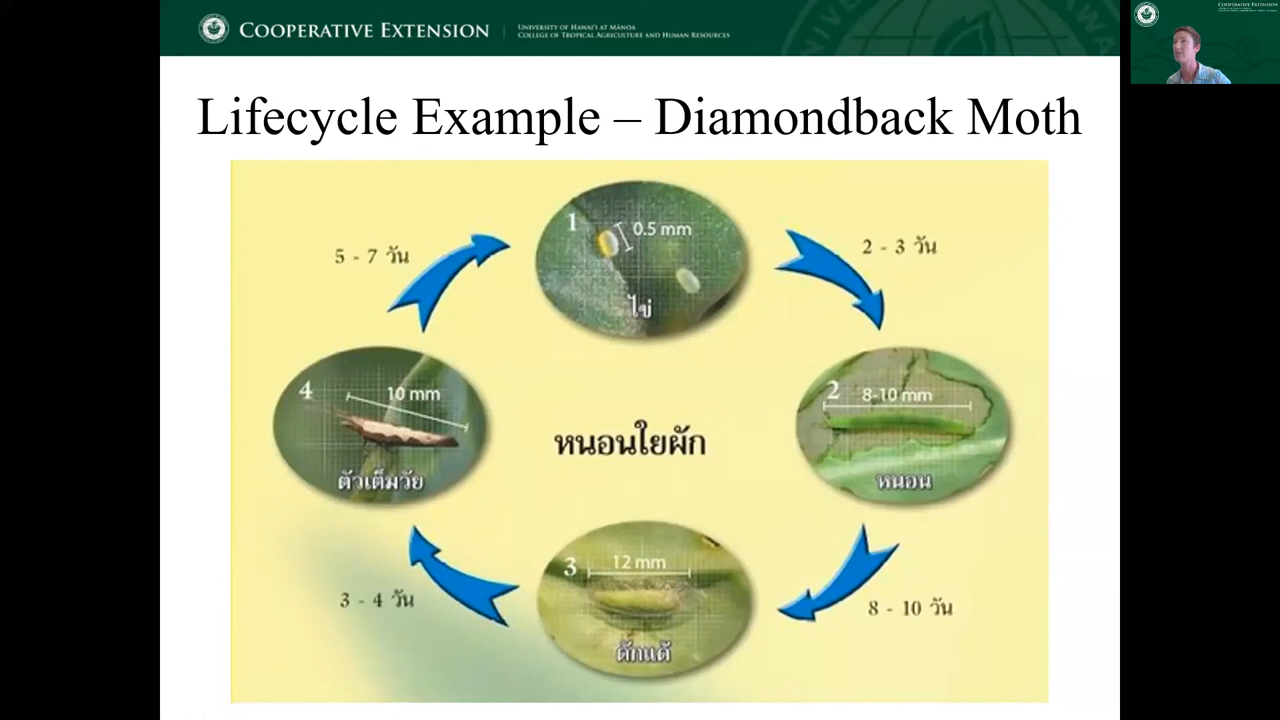 COOPERATIVE EXTENSION
UNIVERSITY OF HAWAI'I AT MĀNOA
COLLEGE OF TROPICAL AGRICULTURE AND HUMAN RESOURCES
Lifecycle Example – Diamondback Moth
1
0.5 mm
ไข่
5 - 7 วัน
2 - 3 วัน
4
10 mm
ตัวเต็มวัย
หนอนใยผัก
2
8-10 mm
หนอน
3
12 mm
ดักแด้
3 - 4 วัน
8 - 10 วัน